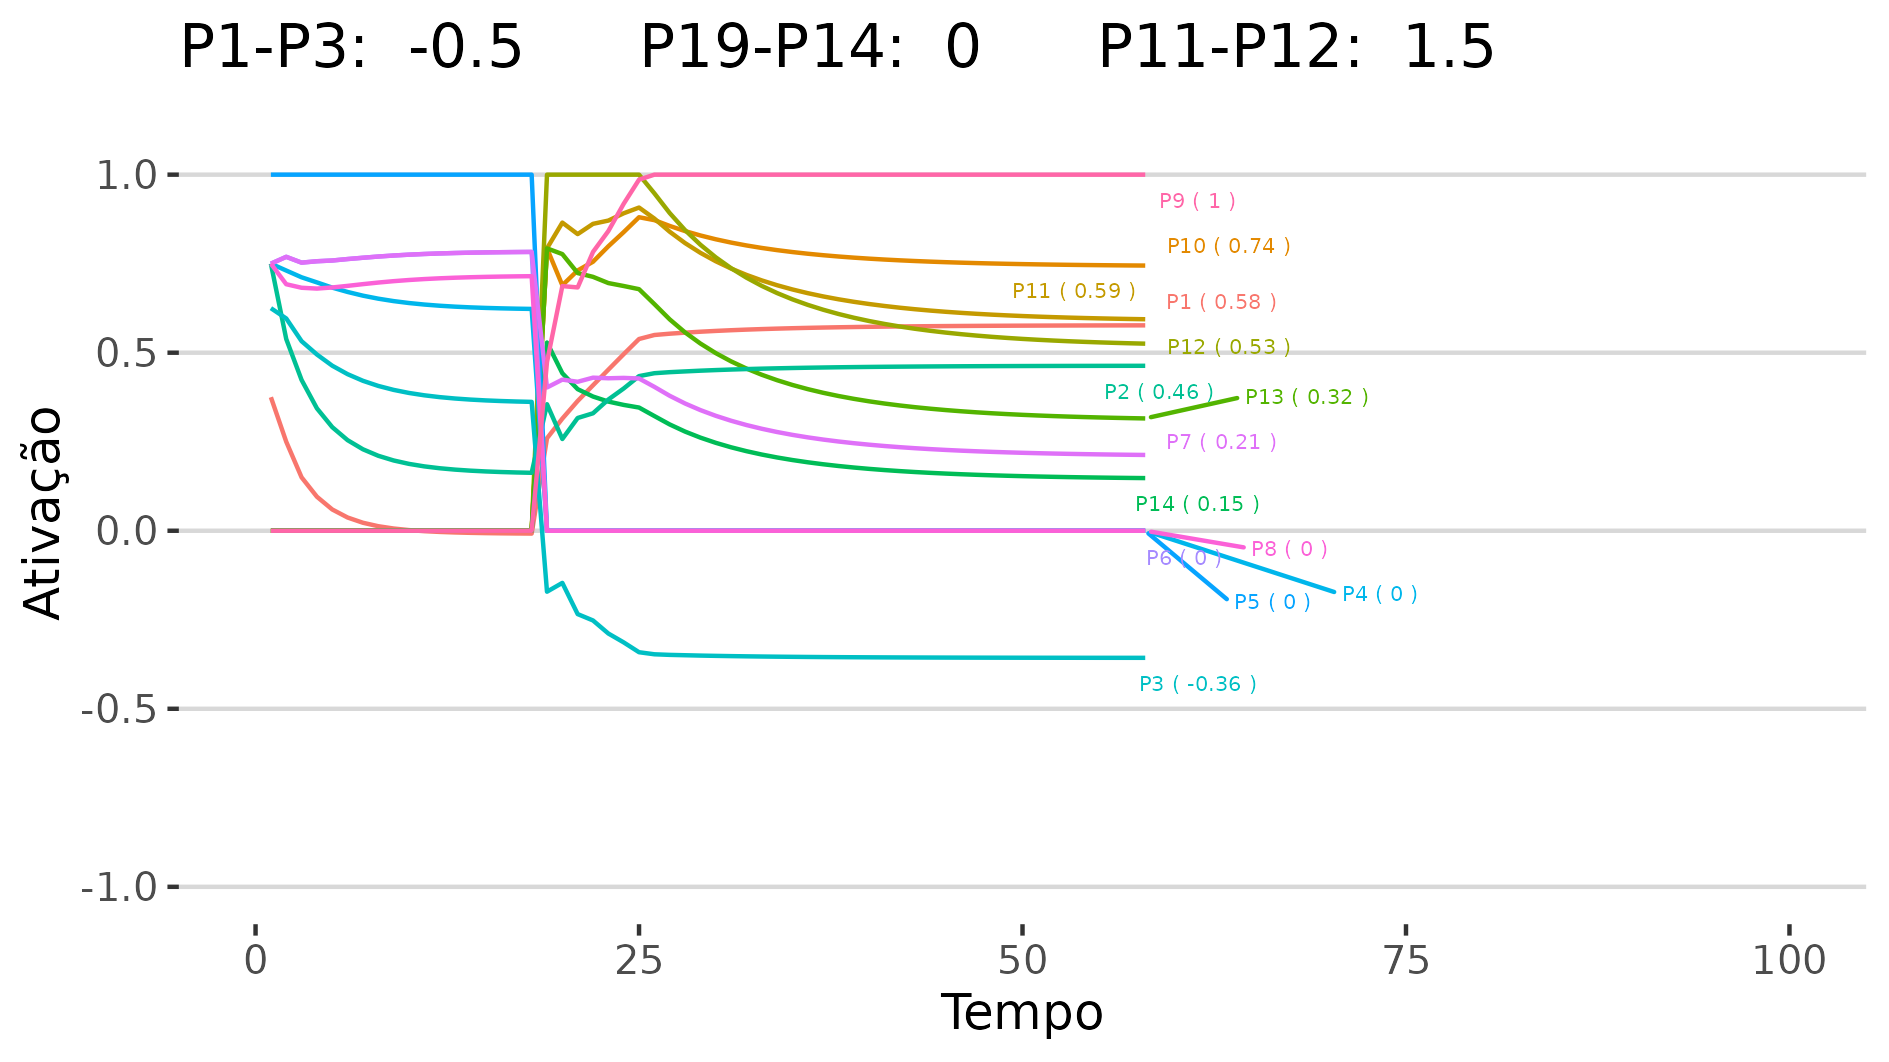 P1-P3:  -0.5  P19-P14:  0  P11-P12:  1.5
Ativação
1.0
0.5
0.0
-0.5
-1.0
P9 ( 1 )
P10 ( 0.74 )
P11 ( 0.59 )
P1 ( 0.58 )
P12 ( 0.53 )
P2 ( 0.46 )
P13 ( 0.32 )
P7 ( 0.21 )
P14 ( 0.15 )
P8 ( 0 )
P6 ( 0 )
P4 ( 0 )
P5 ( 0 )
P3 ( -0.36 )
0 25 50 75 100
Tempo